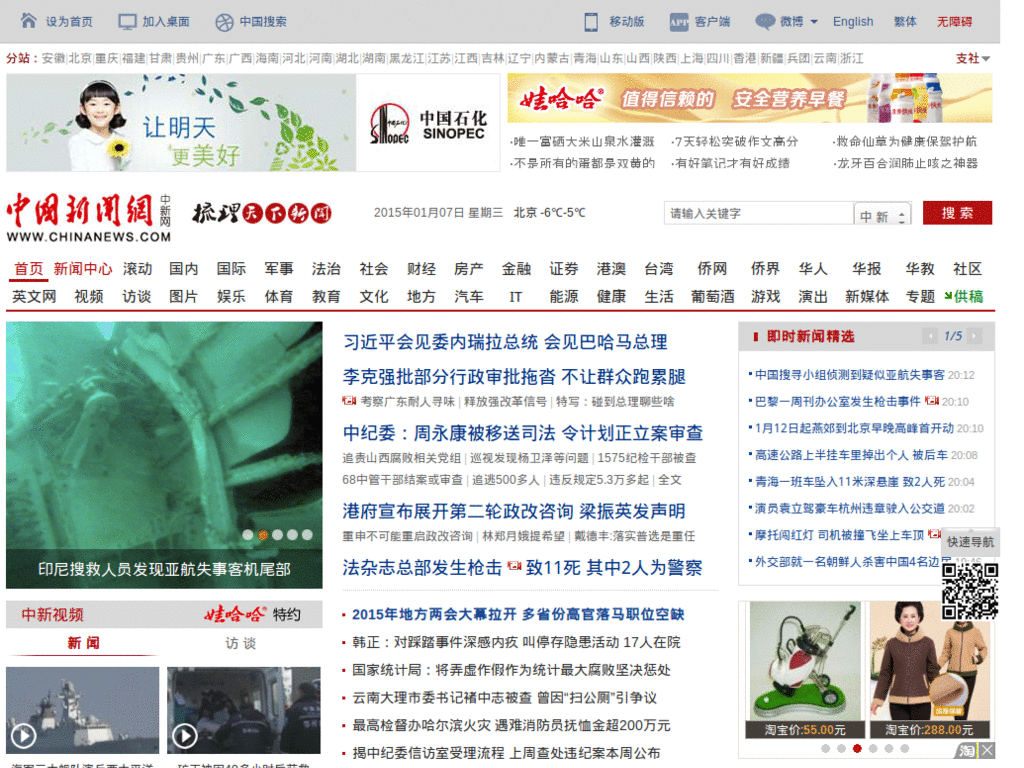 设为首页 加入桌面 中国搜索 移动版 APP 客户端 微博 English 繁体 无障碍
分站：安徽|北京|重庆|福建|甘肃|贵州|广东|广西|海南|河北|河南|湖北|湖南|黑龙江|江苏|江西|吉林|辽宁|内蒙古|青海|山东|山西|陕西|上海|四川|香港|新疆|兵团|云南|浙江 支社
让明天
更美好
中国石化
SINOPEC
SINOPEC
娃哈哈 值得信赖的 安全营养早餐
·唯一富硒大米山泉水灌溉 ·7天轻松突破作文高分 ·救命仙草为健康保驾护航
·不是所有的蛋都是双黄的 ·有好笔记才有好成绩 ·龙牙百合润肺止咳之神器
中国新闻网 中新网 梳理天下新闻
WWW.CHINANEWS.COM
2015年01月07日 星期三 北京 -6℃-5℃ 请输入关键字 中新 搜索
首页 新闻中心 滚动 国内 国际 军事 法治 社会 财经 房产 金融 证券 港澳 台湾 侨网 侨界 华人 华报 华教 社区
英文网 视频 访谈 图片 娱乐 体育 教育 文化 地方 汽车 IT 能源 健康 生活 葡萄酒 游戏 演出 新媒体 专题 供稿
印尼搜救人员发现亚航失事客机尾部
中新视频 娃哈哈 特约
新闻 访谈
习近平会见委内瑞拉总统 会见巴哈马总理
李克强批部分行政审批拖沓 不让群众跑累腿
考察广东耐人寻味 | 释放强改革信号 | 特写：碰到总理聊些啥
中纪委：周永康被移送司法 令计划正立案审查
追责山西腐败相关党组 | 巡视发现杨卫泽等问题 | 1575纪检干部被查
68中管干部结案或审查 | 追逃500多人 | 违反规定5.3万多起 | 全文
港府宣布展开第二轮政改咨询 梁振英发声明
重申不可能重启政改咨询 | 林郑月娥提希望 | 戴德丰:落实普选是重任
法杂志总部发生枪击 致11死 其中2人为警察
2015年地方两会大幕拉开 多省份高官落马职位空缺
韩正：对踩踏事件深感内疚 叫停存隐患活动 17人在院
国家统计局：将弄虚作假作为统计最大腐败坚决惩处
云南大理市委书记褚中志被查 曾因“扫公厕”引争议
最高检督办哈尔滨火灾 遇难消防员抚恤金超200万元
揭中纪委信访室受理流程 上周查处违纪案本周公布
即时新闻精选 1/5
中国搜寻小组侦测到疑似亚航失事客 20:12
巴黎一周刊办公室发生枪击事件 20:10
1月12日起燕郊到北京早晚高峰首开动 20:10
高速公路上半挂车里掉出个人 被后车 20:08
青海一班车坠入11米深悬崖 致2人死 20:04
演员袁立驾豪车杭州违章驶入公交道 20:02
摩托闯红灯 司机被撞飞坐上车顶
外交部就一名朝鲜人杀害中国4名边
快速导航
淘宝价:55.00元 淘宝价:288.00元
淘